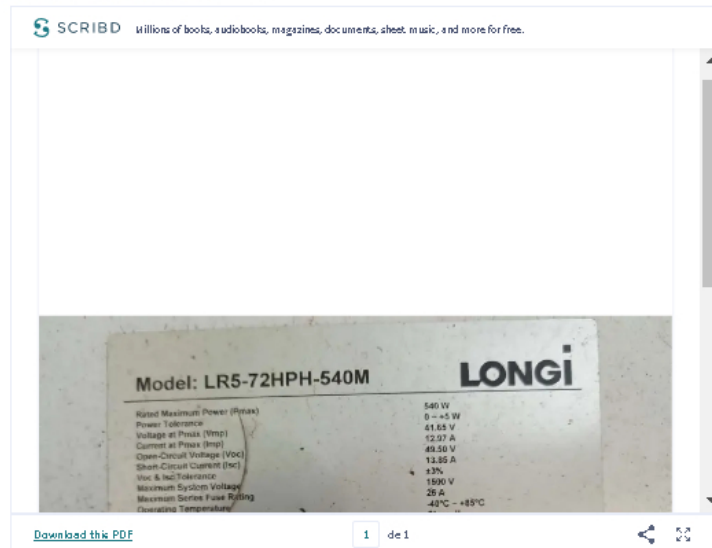 SCRIBD Millions of books, audiobooks, magazines, documents, sheet music, and more for free.
LONGi
Model: LR5-72HPH-540M
Rated Maximum Power (Pmax) 540 W
Power Tolerance 0 ~ +5 W
Voltage at Pmax (Vmp) 41.65 V
Current at Pmax (Imp) 12.97 A
Open-Circuit Voltage (Voc) 49.50 V
Short-Circuit Current (Isc) 13.85 A
Voc & Isc Tolerance ±3%
Maximum System Voltage 1500 V
Maximum Series Fuse Rating 25 A
Operating Temperature -40°C ~ +85°C
Download this PDF 1 de 1